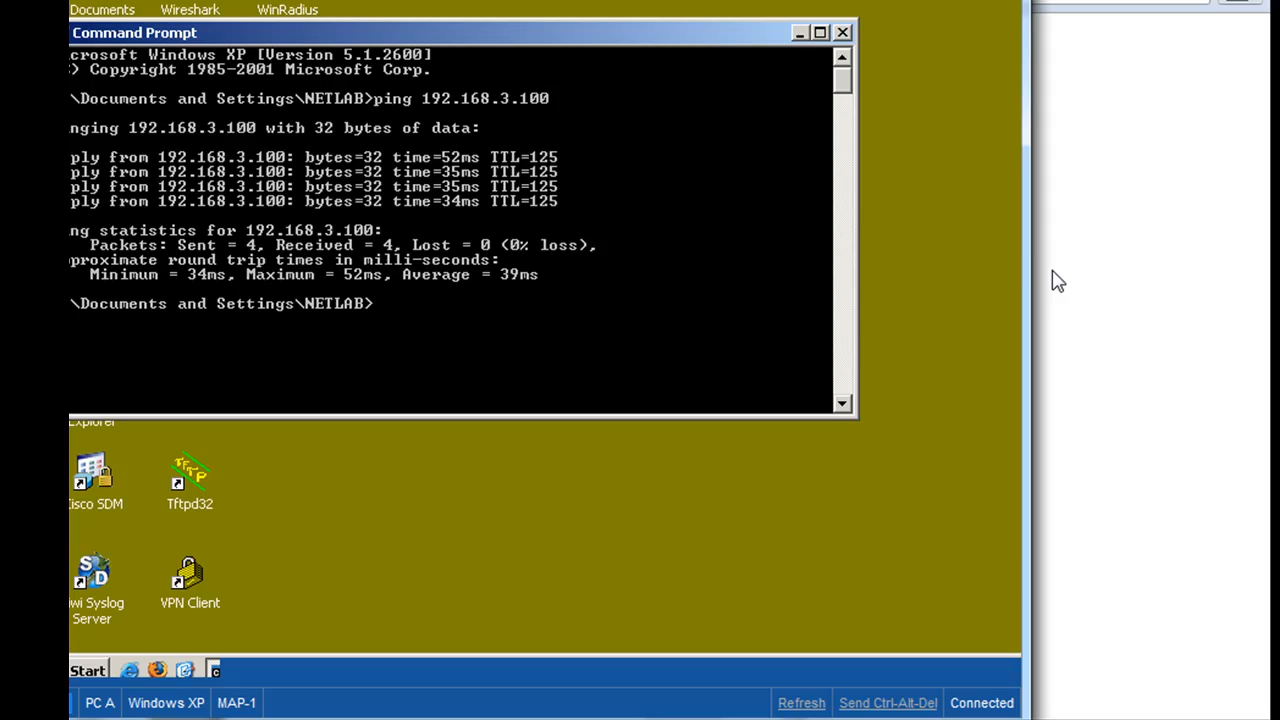 Documents Wireshark WinRadius
Command Prompt
crosoft Windows XP [Version 5.1.2600]
> Copyright 1985-2001 Microsoft Corp.
\Documents and Settings\NETLAB>ping 192.168.3.100
nging 192.168.3.100 with 32 bytes of data:
ply from 192.168.3.100: bytes=32 time=52ms TTL=125
ply from 192.168.3.100: bytes=32 time=35ms TTL=125
ply from 192.168.3.100: bytes=32 time=35ms TTL=125
ply from 192.168.3.100: bytes=32 time=34ms TTL=125
ng statistics for 192.168.3.100:
Packets: Sent = 4, Received = 4, Lost = 0 (0% loss),
proximate round trip times in milli-seconds:
Minimum = 34ms, Maximum = 52ms, Average = 39ms
\Documents and Settings\NETLAB>
Explorer
Cisco SDM Tftpd32
iwi Syslog VPN Client
Server
Start
PC A Windows XP MAP-1 Refresh Send Ctrl-Alt-Del Connected